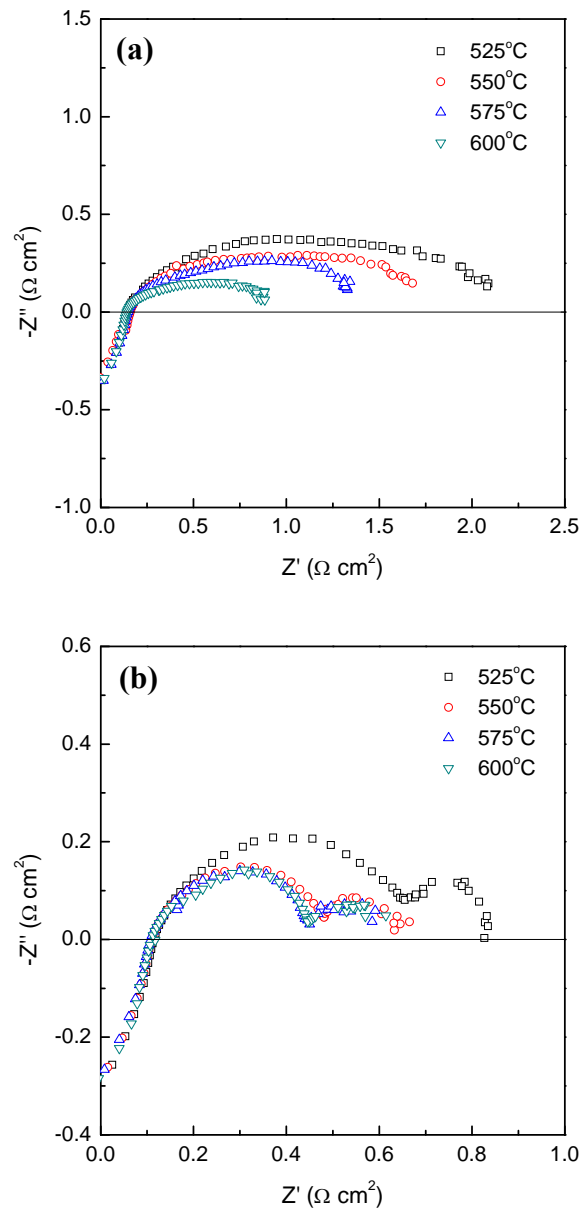 (a)
525°C
550°C
575°C
600°C
1.5
1.0
0.5
0.0
-0.5
-1.0
-Z'' (Ω cm²)
0.0 0.5 1.0 1.5 2.0 2.5
Z' (Ω cm²)
(b)
525°C
550°C
575°C
600°C
0.6
0.4
0.2
0.0
-0.2
-0.4
-Z'' (Ω cm²)
0.0 0.2 0.4 0.6 0.8 1.0
Z' (Ω cm²)